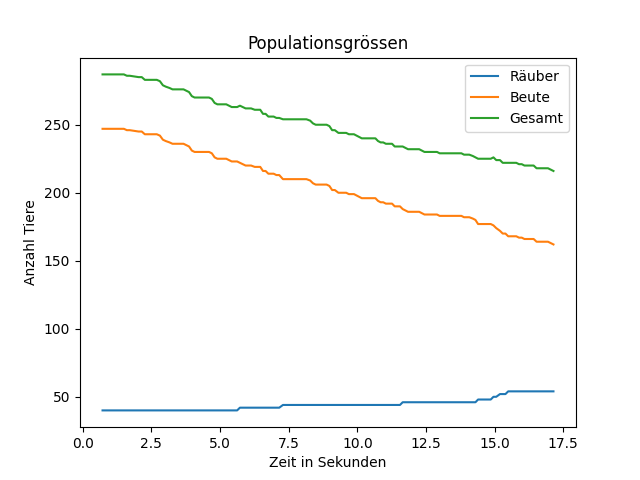 Populationsgrössen
Räuber
Beute
Gesamt
Anzahl Tiere
250
200
150
100
50
0.0 2.5 5.0 7.5 10.0 12.5 15.0 17.5
Zeit in Sekunden